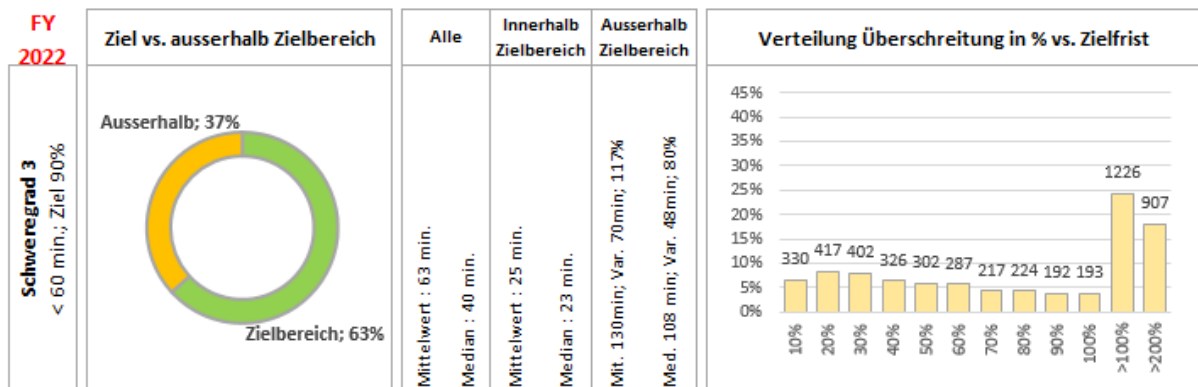 FY
2022
Ziel vs. ausserhalb Zielbereich
Alle
Innerhalb
Zielbereich
Ausserhalb
Zielbereich
Verteilung Überschreitung in % vs. Zielfrist
Schweregrad 3
< 60 min.; Ziel 90%
Ausserhalb; 37%
Zielbereich; 63%
Mittelwert : 63 min.
Median : 40 min.
Mittelwert : 25 min.
Median : 23 min.
Mit. 130min; Var. 70min; 117%
Med. 108 min; Var. 48min; 80%
45%
40%
35%
30%
25%
20%
15%
10%
5%
0%
330
417
402
326
302
287
217
224
192
193
1226
907
10%
20%
30%
40%
50%
60%
70%
80%
90%
100%
>100%
>200%